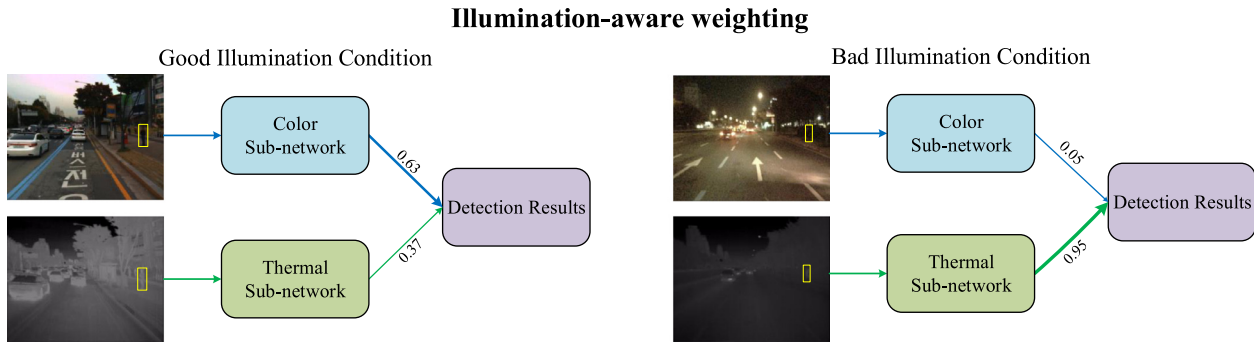 Illumination-aware weighting
Good Illumination Condition
Bad Illumination Condition
Color
Sub-network
0.63
Detection Results
Thermal
Sub-network
0.37
Color
Sub-network
0.05
Detection Results
Thermal
Sub-network
0.95